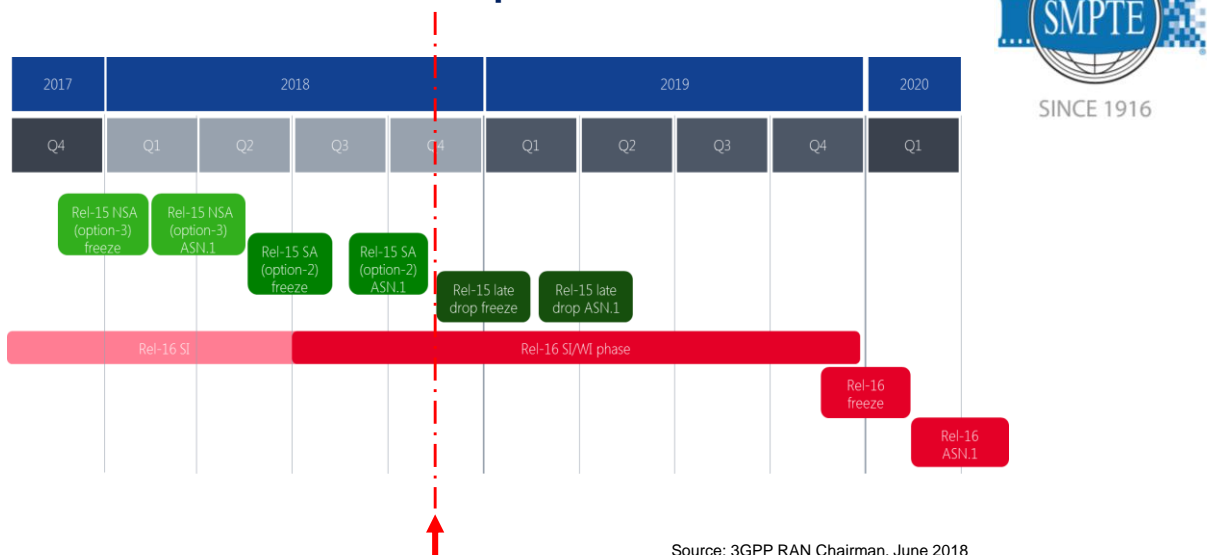 SMPTE
SINCE 1916
2017 2018 2019 2020
Q4 Q1 Q2 Q3 Q4 Q1 Q2 Q3 Q4 Q1
Rel-15 NSA
(option-3)
freeze
Rel-15 NSA
(option-3)
ASN.1
Rel-15 SA
(option-2)
freeze
Rel-15 SA
(option-2)
ASN.1
Rel-15 late
drop freeze
Rel-15 late
drop ASN.1
Rel-16 SI
Rel-16 SI/WI phase
Rel-16
freeze
Rel-16
ASN.1
Source: 3GPP RAN Chairman, June 2018